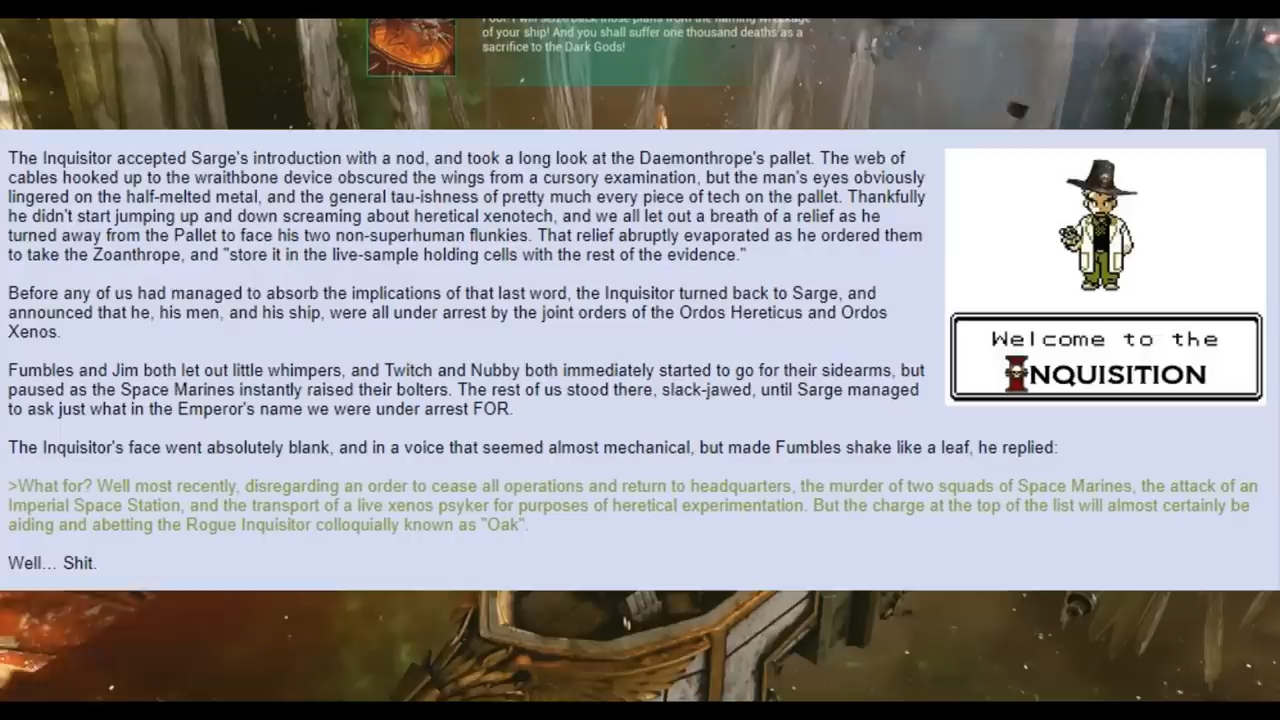 of your ship! And you shall suffer one thousand deaths as a
sacrifice to the Dark Gods!
The Inquisitor accepted Sarge's introduction with a nod, and took a long look at the Daemonthrope's pallet. The web of
cables hooked up to the wraithbone device obscured the wings from a cursory examination, but the man's eyes obviously
lingered on the half-melted metal, and the general tau-ishness of pretty much every piece of tech on the pallet. Thankfully
he didn't start jumping up and down screaming about heretical xenotech, and we all let out a breath of a relief as he
turned away from the Pallet to face his two non-superhuman flunkies. That relief abruptly evaporated as he ordered them
to take the Zoanthrope, and "store it in the live-sample holding cells with the rest of the evidence."
Before any of us had managed to absorb the implications of that last word, the Inquisitor turned back to Sarge, and
announced that he, his men, and his ship, were all under arrest by the joint orders of the Ordos Hereticus and Ordos
Xenos.
Fumbles and Jim both let out little whimpers, and Twitch and Nubby both immediately started to go for their sidearms, but
paused as the Space Marines instantly raised their bolters. The rest of us stood there, slack-jawed, until Sarge managed
to ask just what in the Emperor's name we were under arrest FOR.
The Inquisitor's face went absolutely blank, and in a voice that seemed almost mechanical, but made Fumbles shake like a leaf, he replied:
>What for? Well most recently, disregarding an order to cease all operations and return to headquarters, the murder of two squads of Space Marines, the attack of an
Imperial Space Station, and the transport of a live xenos psyker for purposes of heretical experimentation. But the charge at the top of the list will almost certainly be
aiding and abetting the Rogue Inquisitor colloquially known as "Oak".
Well... Shit.
Welcome to the
INQUISITION